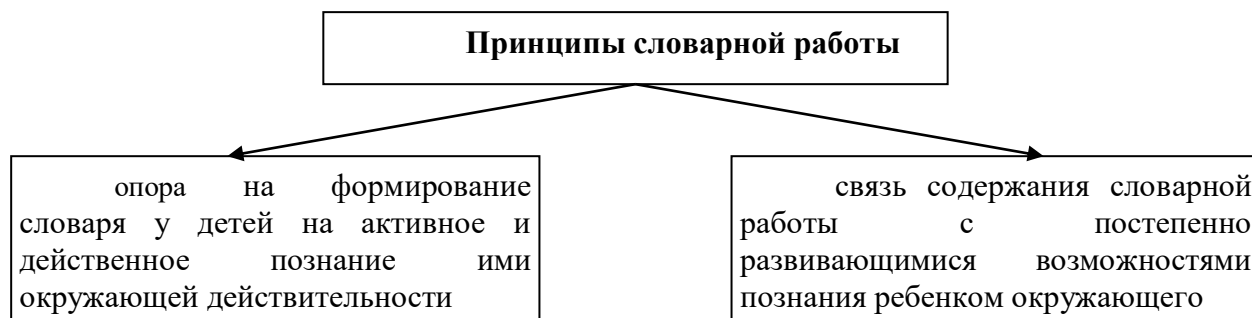 Принципы словарной работы
опора на формирование
словаря у детей на активное и
действенное познание ими
окружающей действительности
связь содержания словарной
работы с постепенно
развивающимися возможностями
познания ребенком окружающего